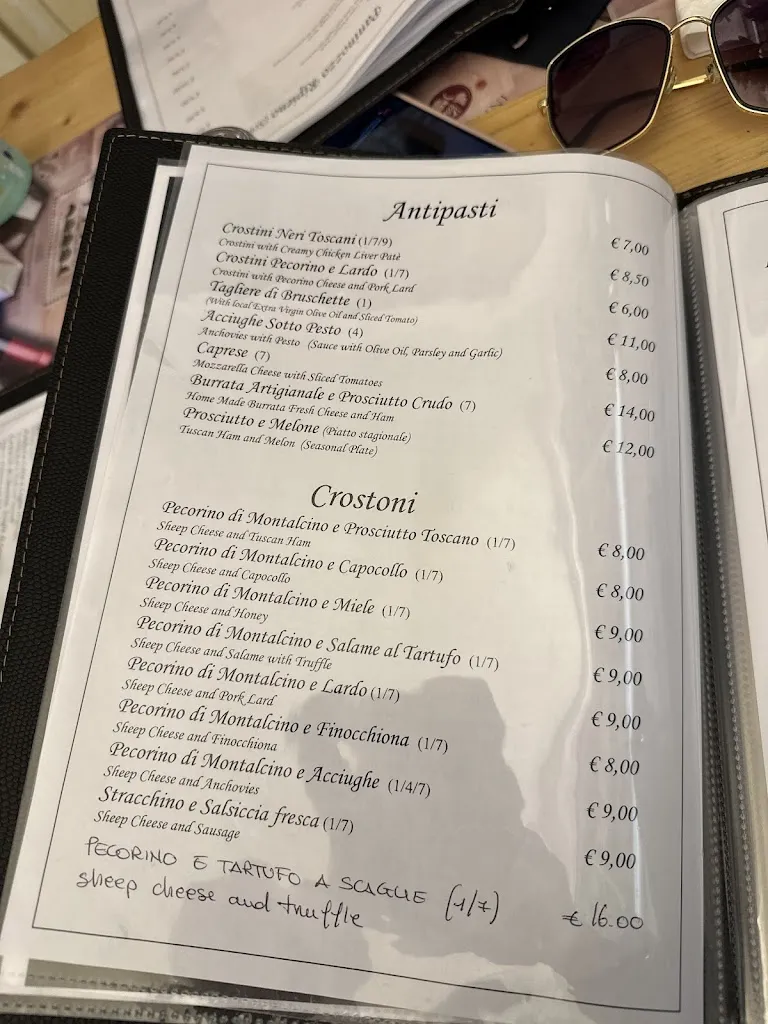 Antipasti
Crostini Neri Toscani (1/7/9) € 7,00
Crostini with Creamy Chicken Liver Patè
Crostini Pecorino e Lardo (1/7) € 8,50
Crostini with Pecorino Cheese and Pork Lard
Tagliere di Bruschette (1) € 6,00
(With local Extra Virgin Olive Oil and Sliced Tomato)
Acciughe Sotto Pesto (4) € 11,00
Anchovies with Pesto (Sauce with Olive Oil, Parsley and Garlic)
Caprese (7) € 8,00
Mozzarella Cheese with Sliced Tomatoes
Burrata Artigianale e Prosciutto Crudo (7) € 14,00
Home Made Burrata Fresh Cheese and Ham
Prosciutto e Melone (Piatto stagionale) € 12,00
Tuscan Ham and Melon (Seasonal Plate)
Crostoni
Pecorino di Montalcino e Prosciutto Toscano (1/7) € 8,00
Sheep Cheese and Tuscan Ham
Pecorino di Montalcino e Capocollo (1/7) € 8,00
Sheep Cheese and Capocollo
Pecorino di Montalcino e Miele (1/7) € 9,00
Sheep Cheese and Honey
Pecorino di Montalcino e Salame al Tartufo (1/7) € 9,00
Sheep Cheese and Salame with Truffle
Pecorino di Montalcino e Lardo (1/7) € 9,00
Sheep Cheese and Pork Lard
Pecorino di Montalcino e Finocchiona (1/7) € 8,00
Sheep Cheese and Finocchiona
Pecorino di Montalcino e Acciughe (1/4/7) € 9,00
Sheep Cheese and Anchovies
Stracchino e Salsiccia fresca (1/7) € 9,00
Sheep Cheese and Sausage
PECORINO E TARTUFO A SCAGLIE (1/7) € 16.00
sheep cheese and truffle